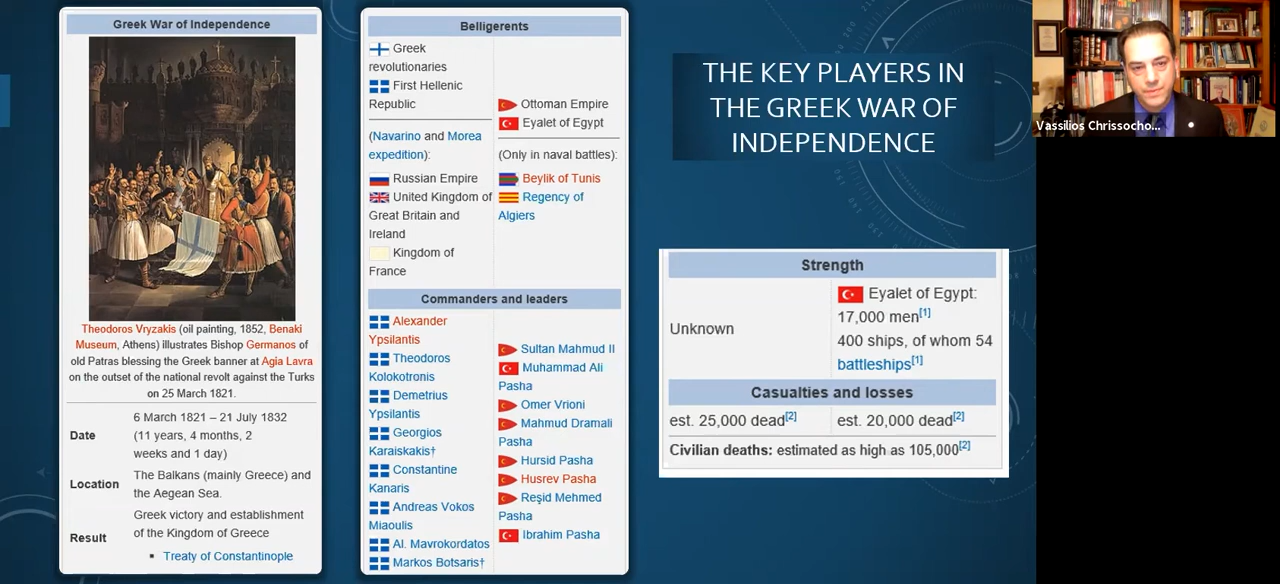 Greek War of Independence
Theodoros Vryzakis (oil painting, 1852, Benaki
Museum, Athens) illustrates Bishop Germanos of
old Patras blessing the Greek banner at Agia Lavra
on the outset of the national revolt against the Turks
on 25 March 1821.
Date
6 March 1821 – 21 July 1832
(11 years, 4 months, 2
weeks and 1 day)
Location
The Balkans (mainly Greece) and
the Aegean Sea.
Result
Greek victory and establishment
of the Kingdom of Greece
▪ Treaty of Constantinople
Belligerents
Greek
revolutionaries
First Hellenic
Republic
(Navarino and Morea
expedition):
Russian Empire
United Kingdom of
Great Britain and
Ireland
Kingdom of
France
Ottoman Empire
Eyalet of Egypt
(Only in naval battles):
Beylik of Tunis
Regency of
Algiers
Commanders and leaders
Alexander
Ypsilantis
Theodoros
Kolokotronis
Demetrius
Ypsilantis
Georgios
Karaiskakis†
Constantine
Kanaris
Andreas Vokos
Miaoulis
Al. Mavrokordatos
Markos Botsaris†
Sultan Mahmud II
Muhammad Ali
Pasha
Omer Vrioni
Mahmud Dramali
Pasha
Hursid Pasha
Husrev Pasha
Reşid Mehmed
Pasha
Ibrahim Pasha
THE KEY PLAYERS IN
THE GREEK WAR OF
INDEPENDENCE
Strength
Unknown
Eyalet of Egypt:
17,000 men[1]
400 ships, of whom 54
battleships[1]
Casualties and losses
est. 25,000 dead[2]
est. 20,000 dead[2]
Civilian deaths: estimated as high as 105,000[2]
Vassilios Chrissocho...